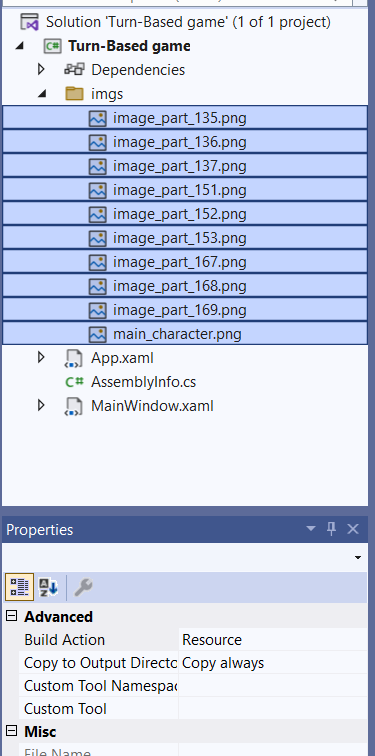 Solution 'Turn-Based game' (1 of 1 project)
C# Turn-Based game
Dependencies
imgs
image_part_135.png
image_part_136.png
image_part_137.png
image_part_151.png
image_part_152.png
image_part_153.png
image_part_167.png
image_part_168.png
image_part_169.png
main_character.png
App.xaml
C# AssemblyInfo.cs
MainWindow.xaml
Properties
Advanced
Build Action Resource
Copy to Output Directo Copy always
Custom Tool Namespac
Custom Tool
Misc
File Name